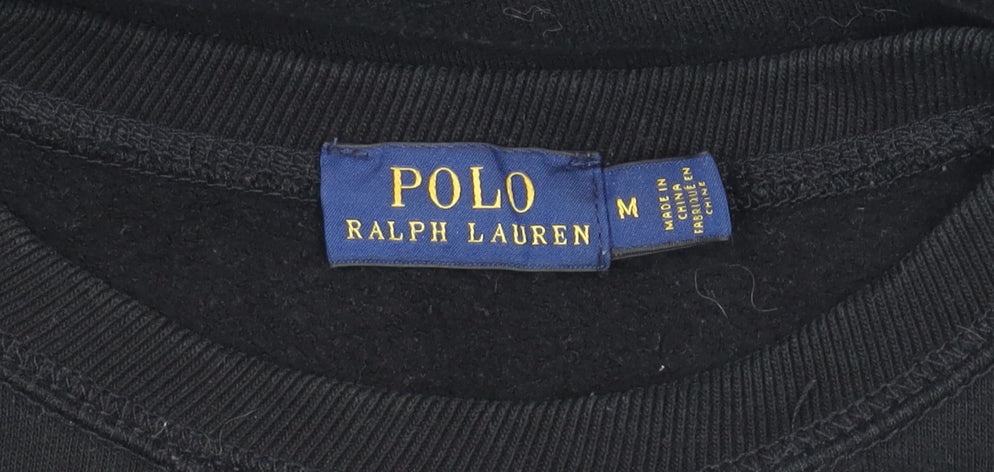 POLO
RALPH LAUREN
M
MADE IN
CHINA
FABRIQUÉ EN
CHINE